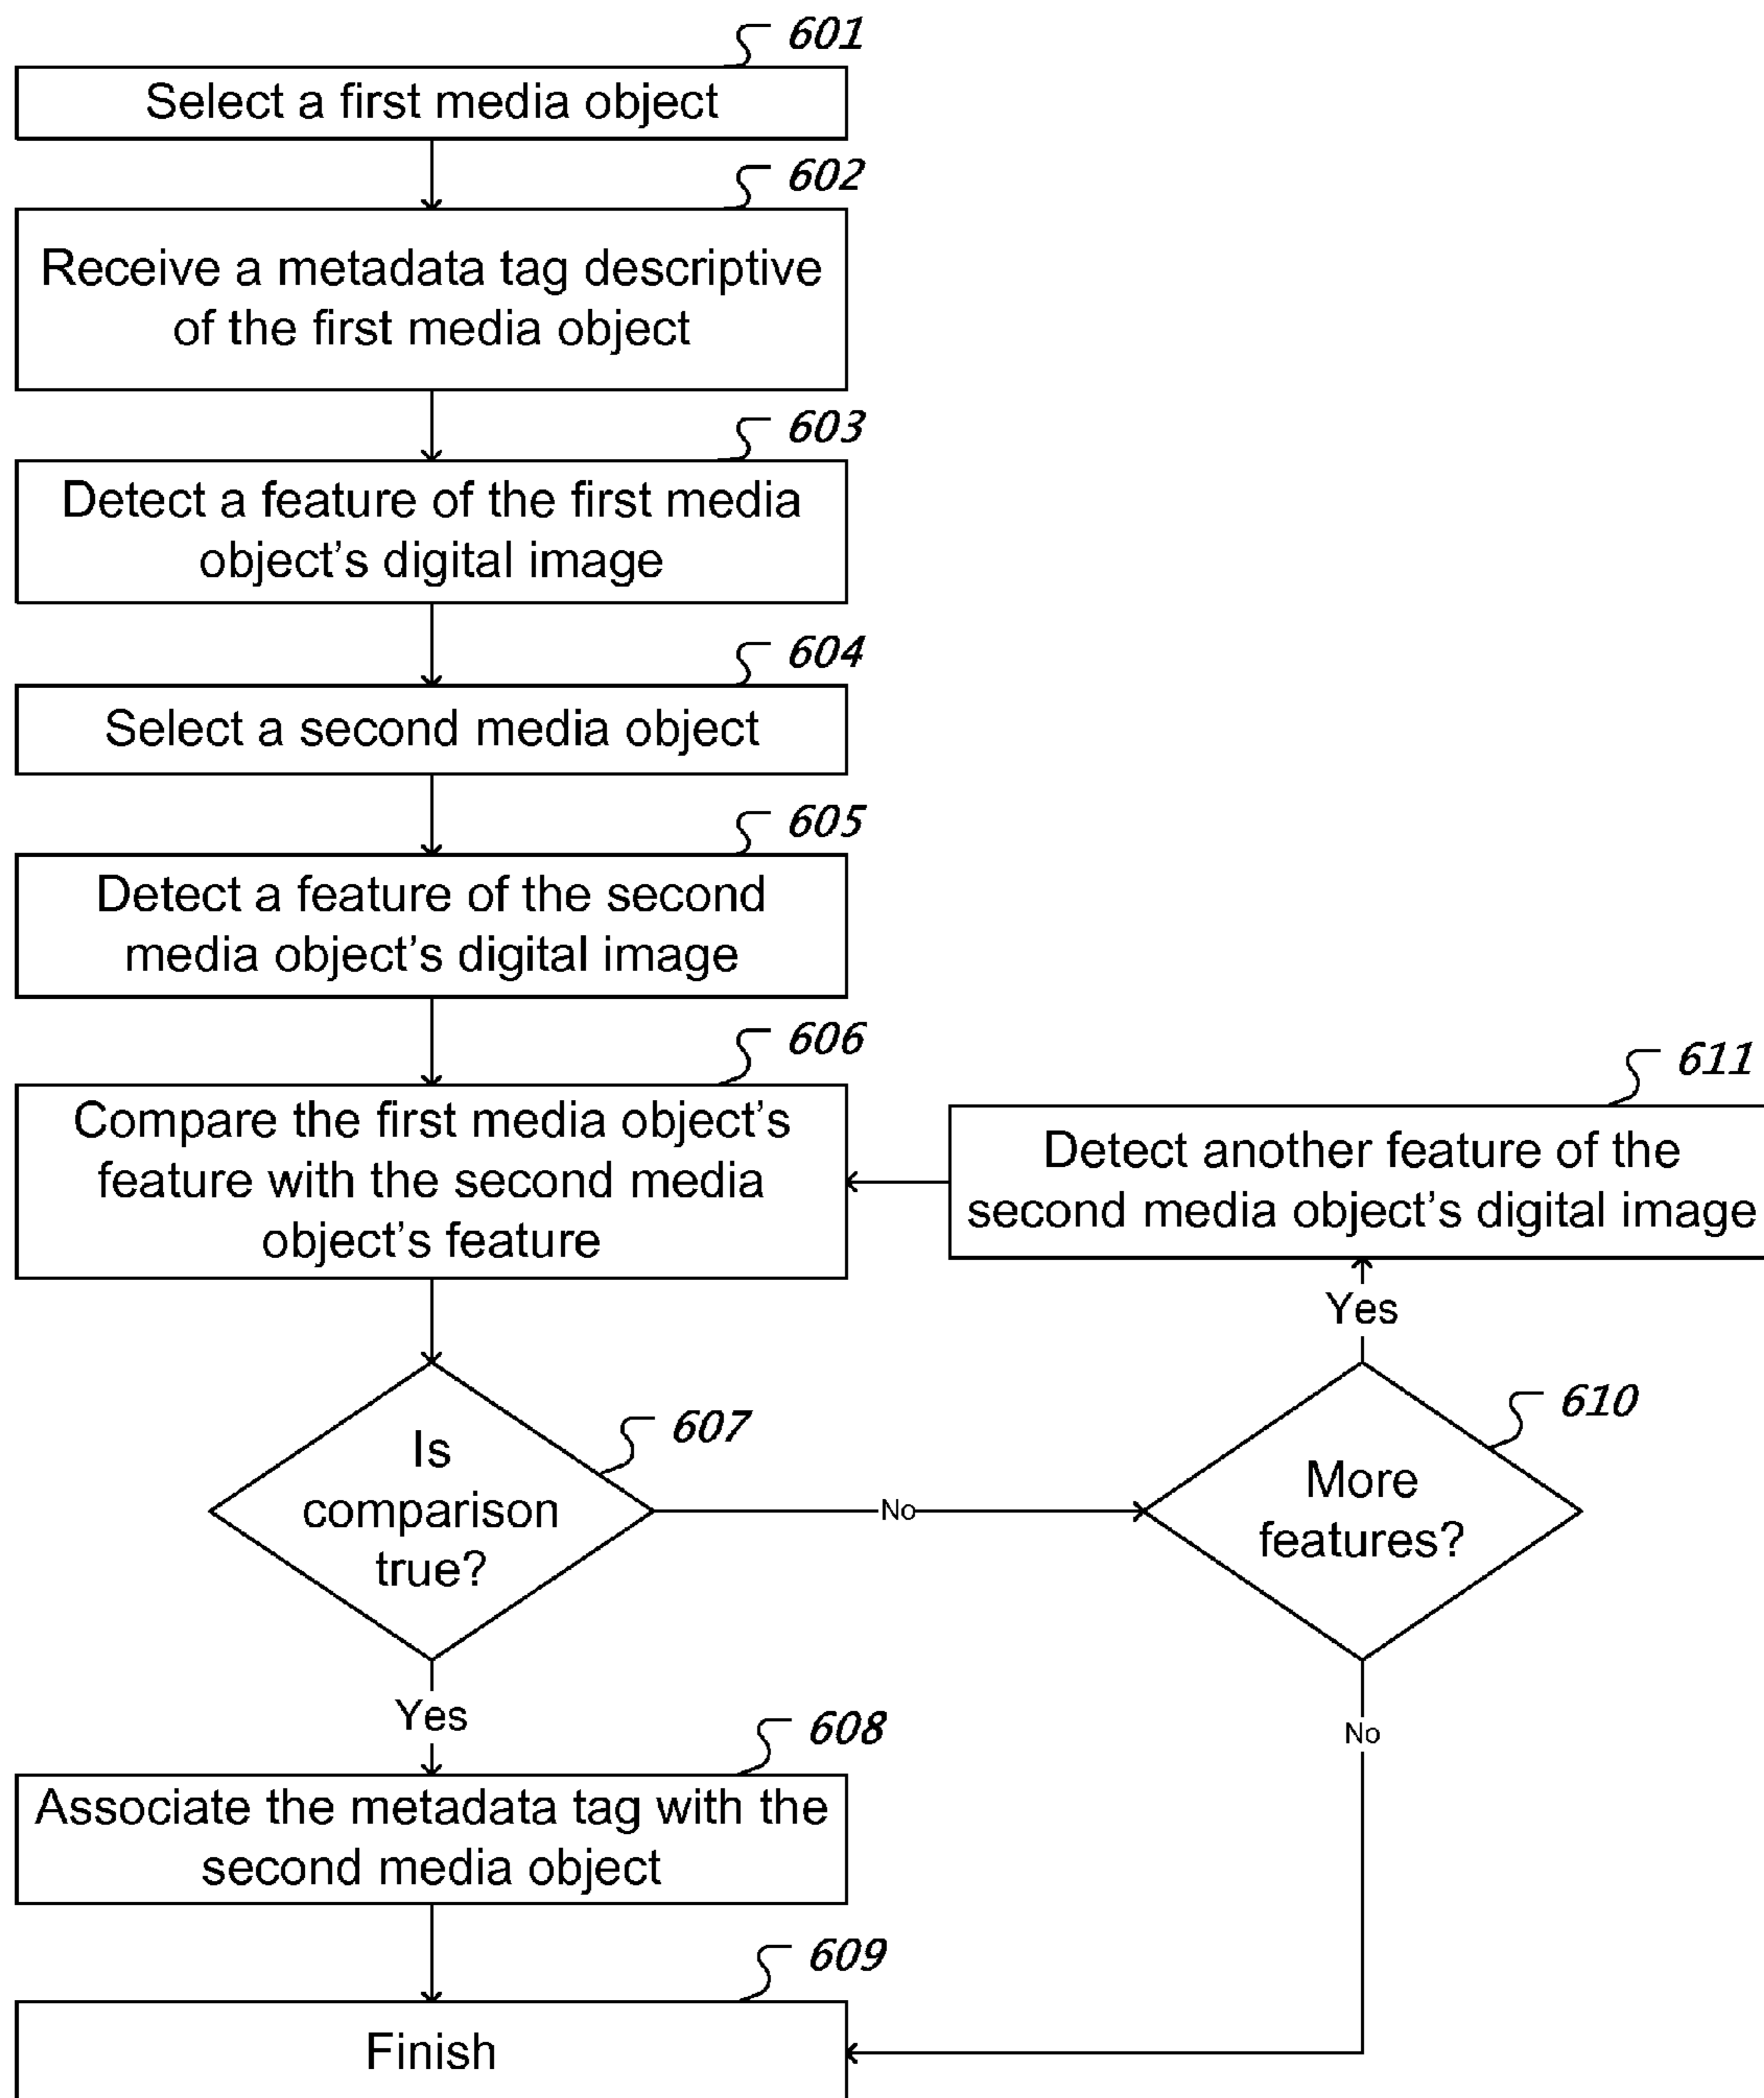 601
Select a first media object
602
Receive a metadata tag descriptive
of the first media object
603
Detect a feature of the first media
object's digital image
604
Select a second media object
605
Detect a feature of the second
media object's digital image
606
Compare the first media object's
feature with the second media
object's feature
611
Detect another feature of the
second media object's digital image
Yes
607
Is
comparison
true?
No
610
More
features?
Yes
No
608
Associate the metadata tag with the
second media object
609
Finish